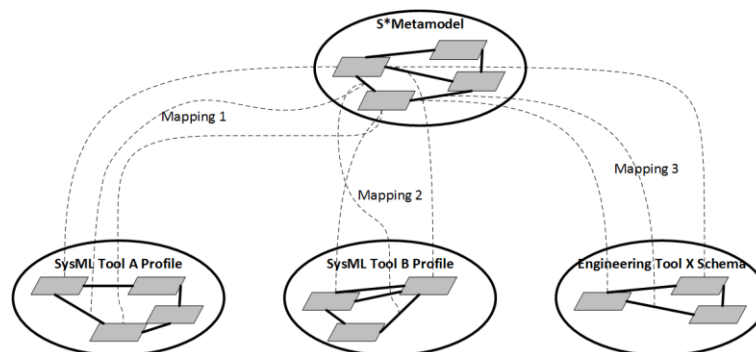 S*Metamodel
Mapping 1
Mapping 2
Mapping 3
SysML Tool A Profile
SysML Tool B Profile
Engineering Tool X Schema